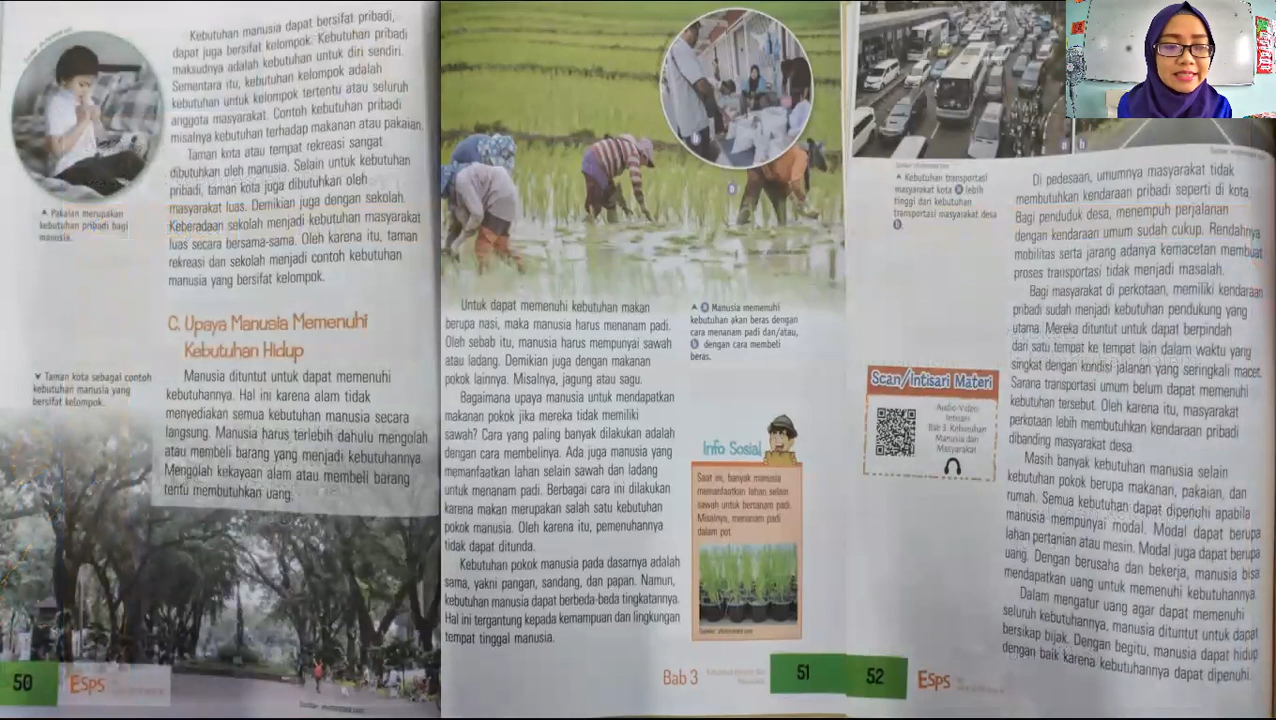 Kebutuhan manusia dapat bersifat pribadi,
dapat juga bersifat kelompok. Kebutuhan pribadi
maksudnya adalah kebutuhan untuk diri sendiri.
Sementara itu, kebutuhan kelompok adalah
kebutuhan untuk kelompok tertentu atau seluruh
anggota masyarakat. Contoh kebutuhan pribadi
misalnya kebutuhan terhadap makanan atau pakaian.
Taman kota atau tempat rekreasi sangat
dibutuhkan oleh manusia. Selain untuk kebutuhan
pribadi, taman kota juga dibutuhkan oleh
masyarakat luas. Demikian juga dengan sekolah.
Keberadaan sekolah menjadi kebutuhan masyarakat
luas secara bersama-sama. Oleh karena itu, taman
rekreasi dan sekolah menjadi contoh kebutuhan
manusia yang bersifat kelompok.
Pakaian merupakan
kebutuhan pribadi bagi
manusia.
C. Upaya Manusia Memenuhi
Kebutuhan Hidup
Taman kota sebagai contoh
kebutuhan manusia yang
bersifat kelompok.
Manusia dituntut untuk dapat memenuhi
kebutuhannya. Hal ini karena alam tidak
menyediakan semua kebutuhan manusia secara
langsung. Manusia harus terlebih dahulu mengolah
atau membeli barang yang menjadi kebutuhannya.
Mengolah kekayaan alam atau membeli barang
tentu membutuhkan uang.
50
ESPS
b
a
Untuk dapat memenuhi kebutuhan makan
berupa nasi, maka manusia harus menanam padi.
Oleh sebab itu, manusia harus mempunyai sawah
atau ladang. Demikian juga dengan makanan
pokok lainnya. Misalnya, jagung atau sagu.
Bagaimana upaya manusia untuk mendapatkan
makanan pokok jika mereka tidak memiliki
sawah? Cara yang paling banyak dilakukan adalah
dengan cara membelinya. Ada juga manusia yang
memanfaatkan lahan selain sawah dan ladang
untuk menanam padi. Berbagai cara ini dilakukan
karena makan merupakan salah satu kebutuhan
pokok manusia. Oleh karena itu, pemenuhannya
tidak dapat ditunda.
Kebutuhan pokok manusia pada dasarnya adalah
sama, yakni pangan, sandang, dan papan. Namun,
kebutuhan manusia dapat berbeda-beda tingkatannya.
Hal ini tergantung kepada kemampuan dan lingkungan
tempat tinggal manusia.
a Manusia memenuhi
kebutuhan akan beras dengan
cara menanam padi dan/atau,
b dengan cara membeli
beras.
Info Sosial
Saat ini, banyak manusia
memanfaatkan lahan selain
sawah untuk bertanam padi.
Misalnya, menanam padi
dalam pot.
Bab 3
51
a
b
Kebutuhan transportasi
masyarakat kota a lebih
tinggi dari kebutuhan
transportasi masyarakat desa
b.
Scan/Intisari Materi
Audio-Video
Intisari
Bab 3 Kebutuhan
Manusia dan
Masyarakat
Di pedesaan, umumnya masyarakat tidak
membutuhkan kendaraan pribadi seperti di kota.
Bagi penduduk desa, menempuh perjalanan
dengan kendaraan umum sudah cukup. Rendahnya
mobilitas serta jarang adanya kemacetan membuat
proses transportasi tidak menjadi masalah.
Bagi masyarakat di perkotaan, memiliki kendaraan
pribadi sudah menjadi kebutuhan pendukung yang
utama. Mereka dituntut untuk dapat berpindah
dari satu tempat ke tempat lain dalam waktu yang
singkat dengan kondisi jalanan yang seringkali macet.
Sarana transportasi umum belum dapat memenuhi
kebutuhan tersebut. Oleh karena itu, masyarakat
perkotaan lebih membutuhkan kendaraan pribadi
dibanding masyarakat desa.
Masih banyak kebutuhan manusia selain
kebutuhan pokok berupa makanan, pakaian, dan
rumah. Semua kebutuhan dapat dipenuhi apabila
manusia mempunyai modal. Modal dapat berupa
lahan pertanian atau mesin. Modal juga dapat berupa
uang. Dengan berusaha dan bekerja, manusia bisa
mendapatkan uang untuk memenuhi kebutuhannya.
Dalam mengatur uang agar dapat memenuhi
seluruh kebutuhannya, manusia dituntut untuk dapat
bersikap bijak. Dengan begitu, manusia dapat hidup
dengan baik karena kebutuhannya dapat dipenuhi.
52
ESPS